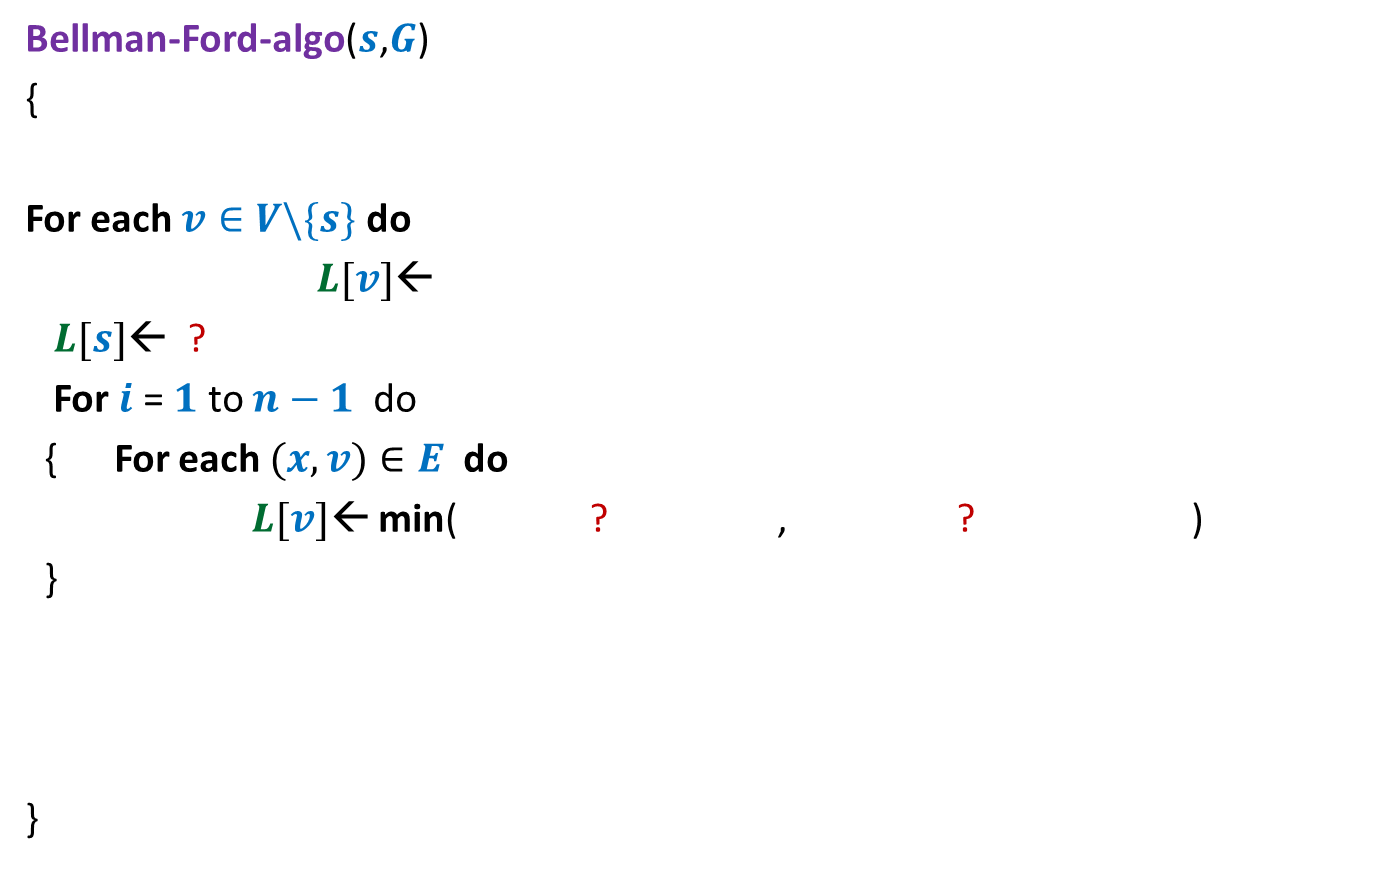 Bellman-Ford-algo(s,G)
{
For each v ∈ V\{s} do
L[v]←
L[s]← ?
For i = 1 to n − 1 do
{ For each (x, v) ∈ E do
L[v]← min( ? , ? )
}
}